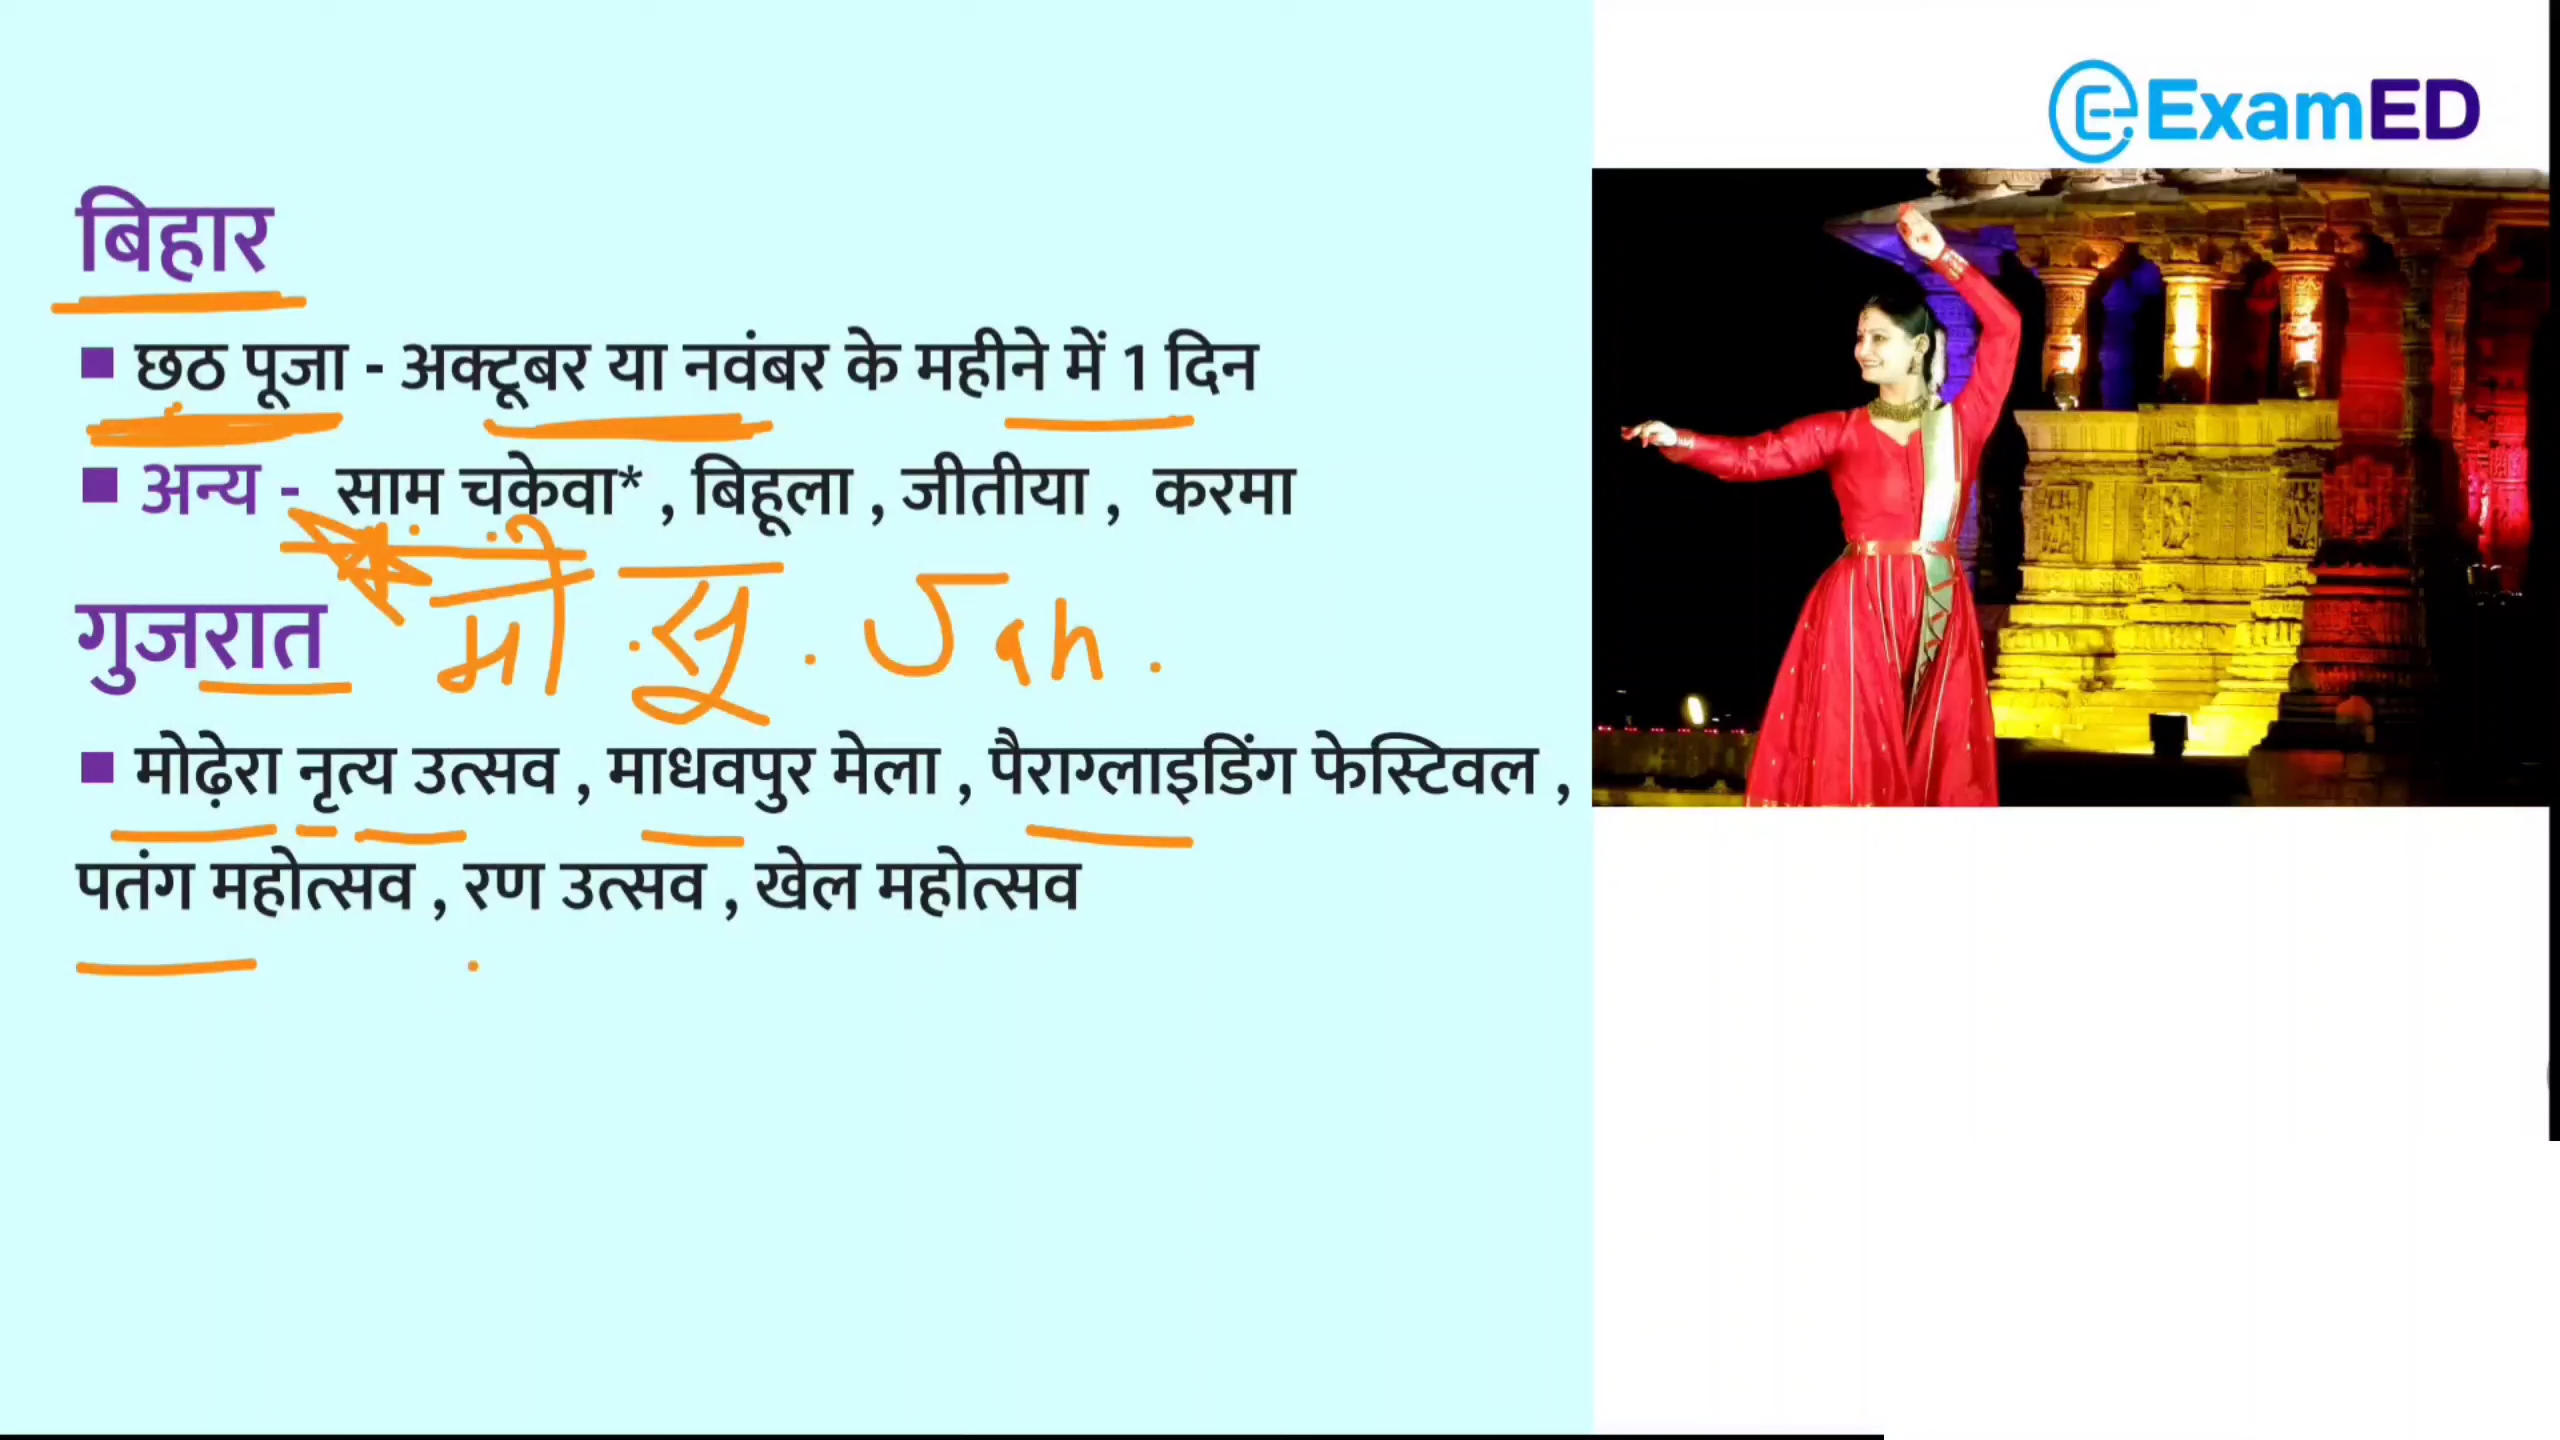 ExamED
बिहार
छठ पूजा - अक्टूबर या नवंबर के महीने में 1 दिन
अन्य - साम चकेवा* , बिहूला , जीतीया , करमा
मो . सू . Jan .
गुजरात
मोढ़ेरा नृत्य उत्सव , माधवपुर मेला , पैराग्लाइडिंग फेस्टिवल ,
पतंग महोत्सव , रण उत्सव , खेल महोत्सव